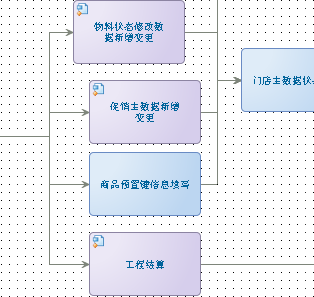 物料状态修改数
据新增变更
促销主数据新增
变更
门店主数据状态
商品预置键信息填写
工程结算